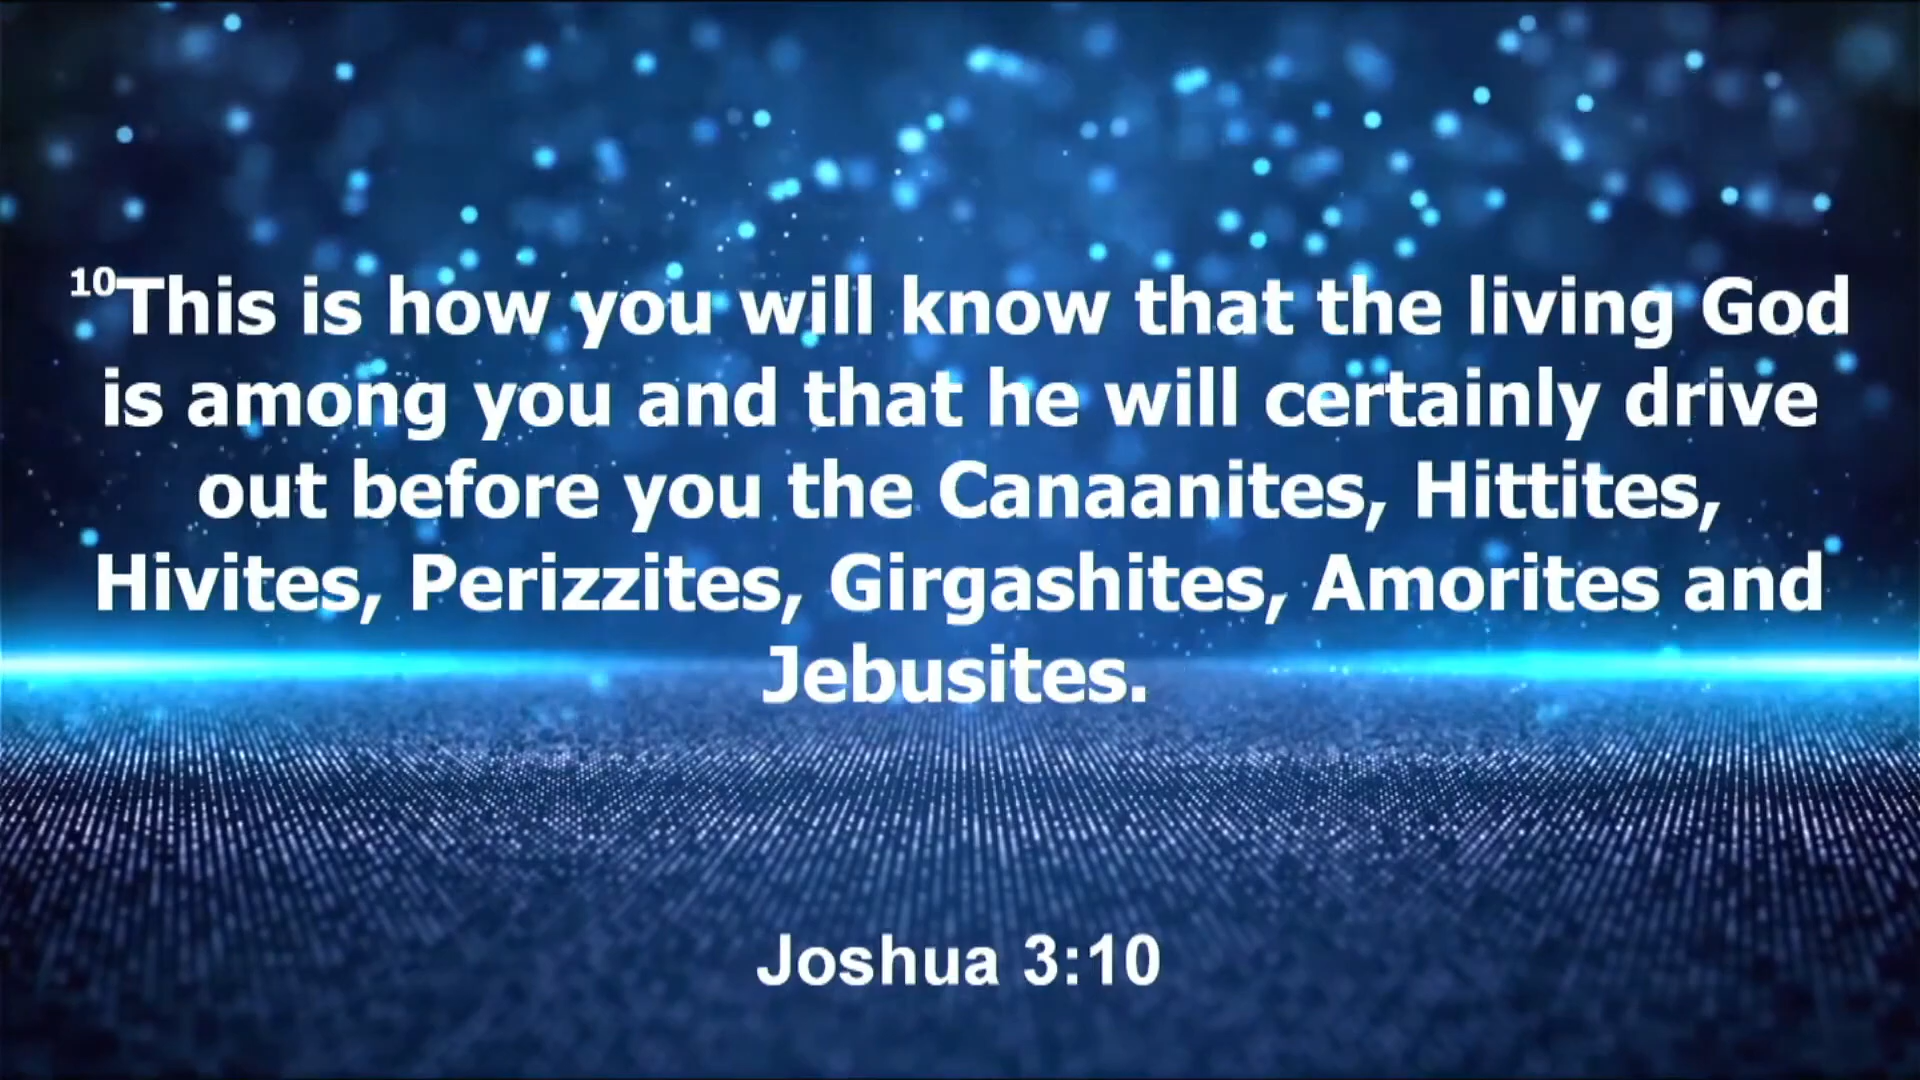 10This is how you will know that the living God
is among you and that he will certainly drive
out before you the Canaanites, Hittites,
Hivites, Perizzites, Girgashites, Amorites and
Jebusites.
Joshua 3:10